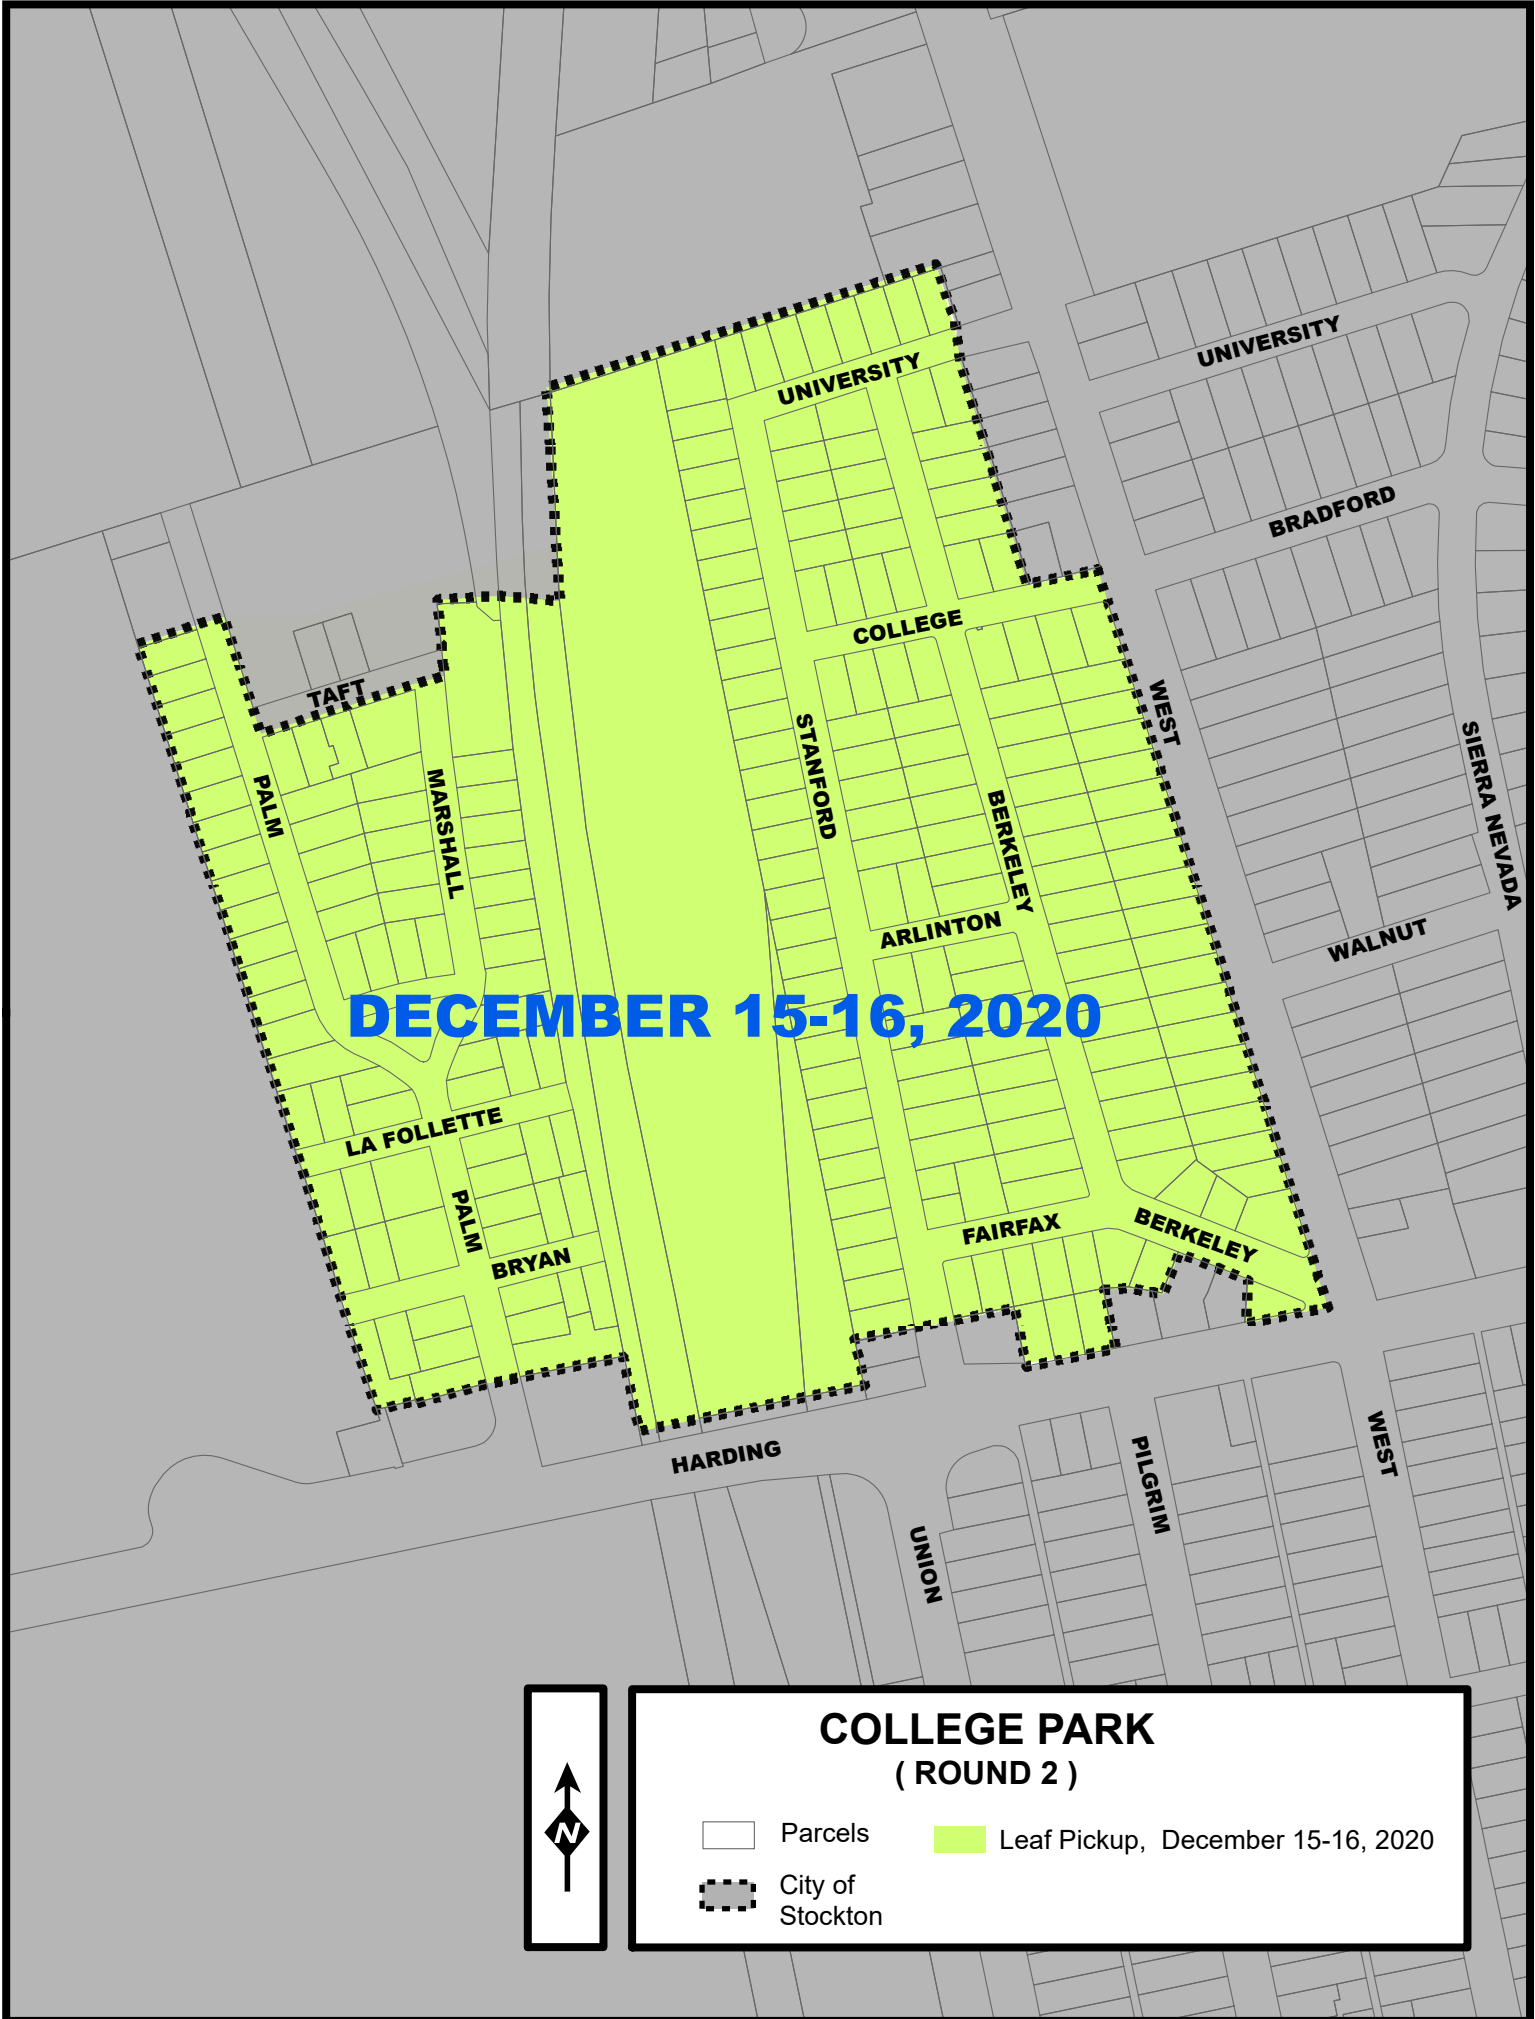 UNIVERSITY
UNIVERSITY
BRADFORD
COLLEGE
TAFT
WEST
STANFORD
SIERRA NEVADA
PALM
MARSHALL
BERKELEY
ARLINTON
WALNUT
DECEMBER 15-16, 2020
LA FOLLETTE
PALM
FAIRFAX
BERKELEY
BRYAN
HARDING
WEST
PILGRIM
UNION
COLLEGE PARK
( ROUND 2 )
Parcels
Leaf Pickup, December 15-16, 2020
City of
Stockton
N